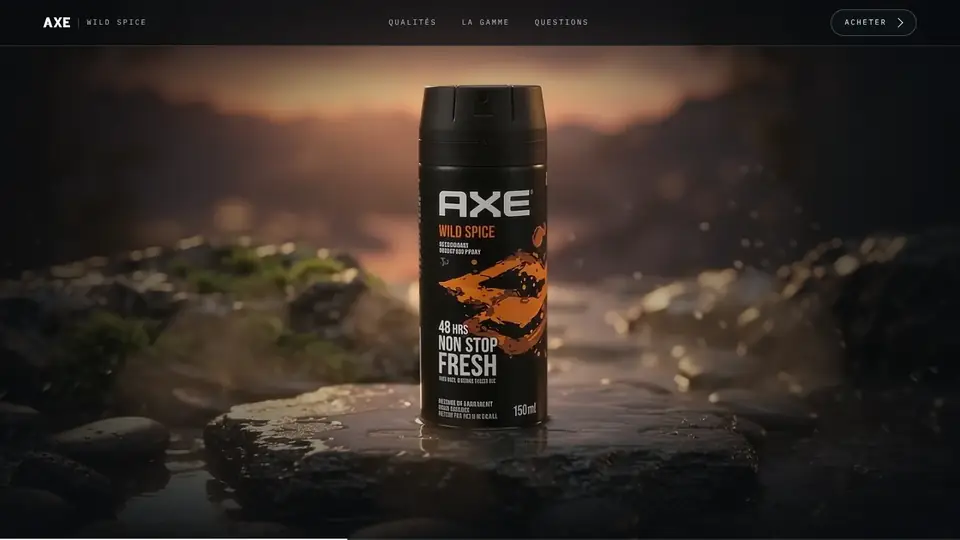 AXE
WILD SPICE
QUALITÉS
LA GAMME
QUESTIONS
ACHETER
AXE
WILD SPICE
48 HRS
NON STOP
FRESH
150ml